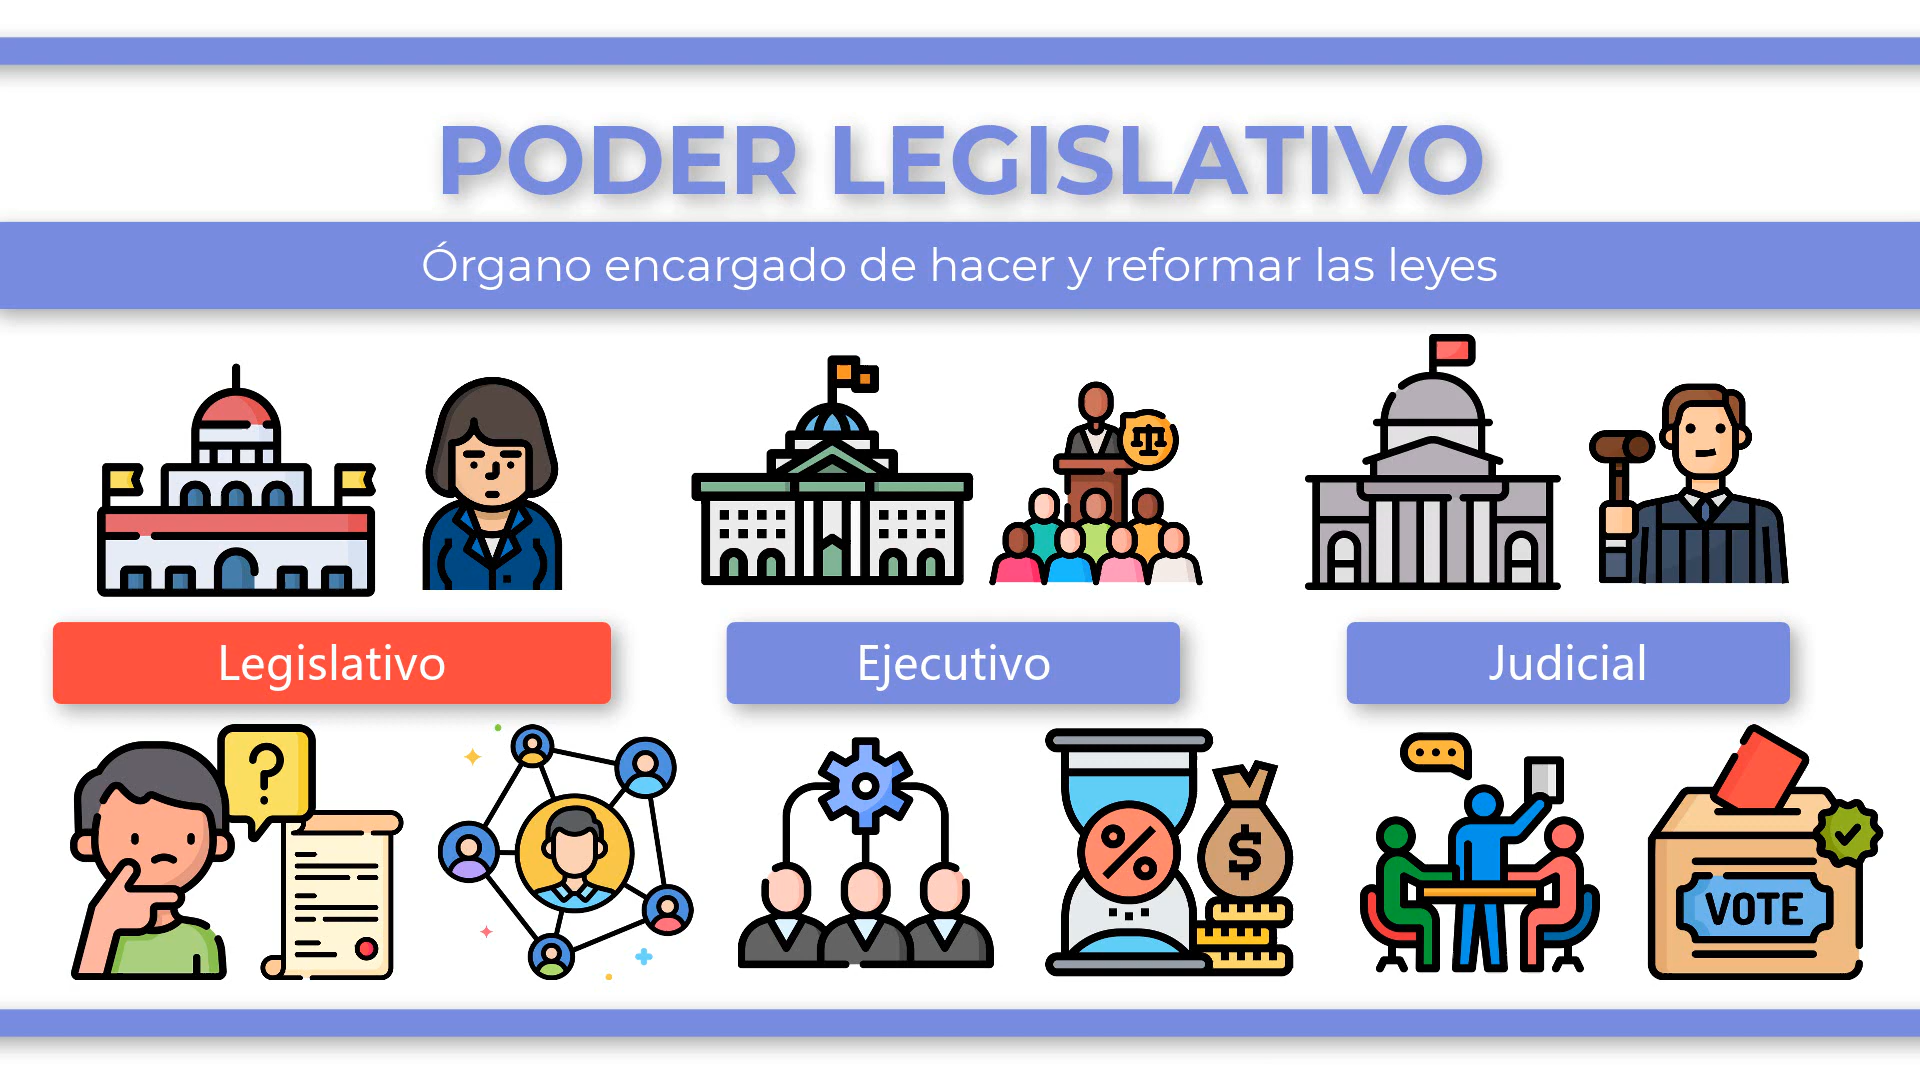 PODER LEGISLATIVO
Órgano encargado de hacer y reformar las leyes
Legislativo
Ejecutivo
Judicial
?
%
$
VOTE